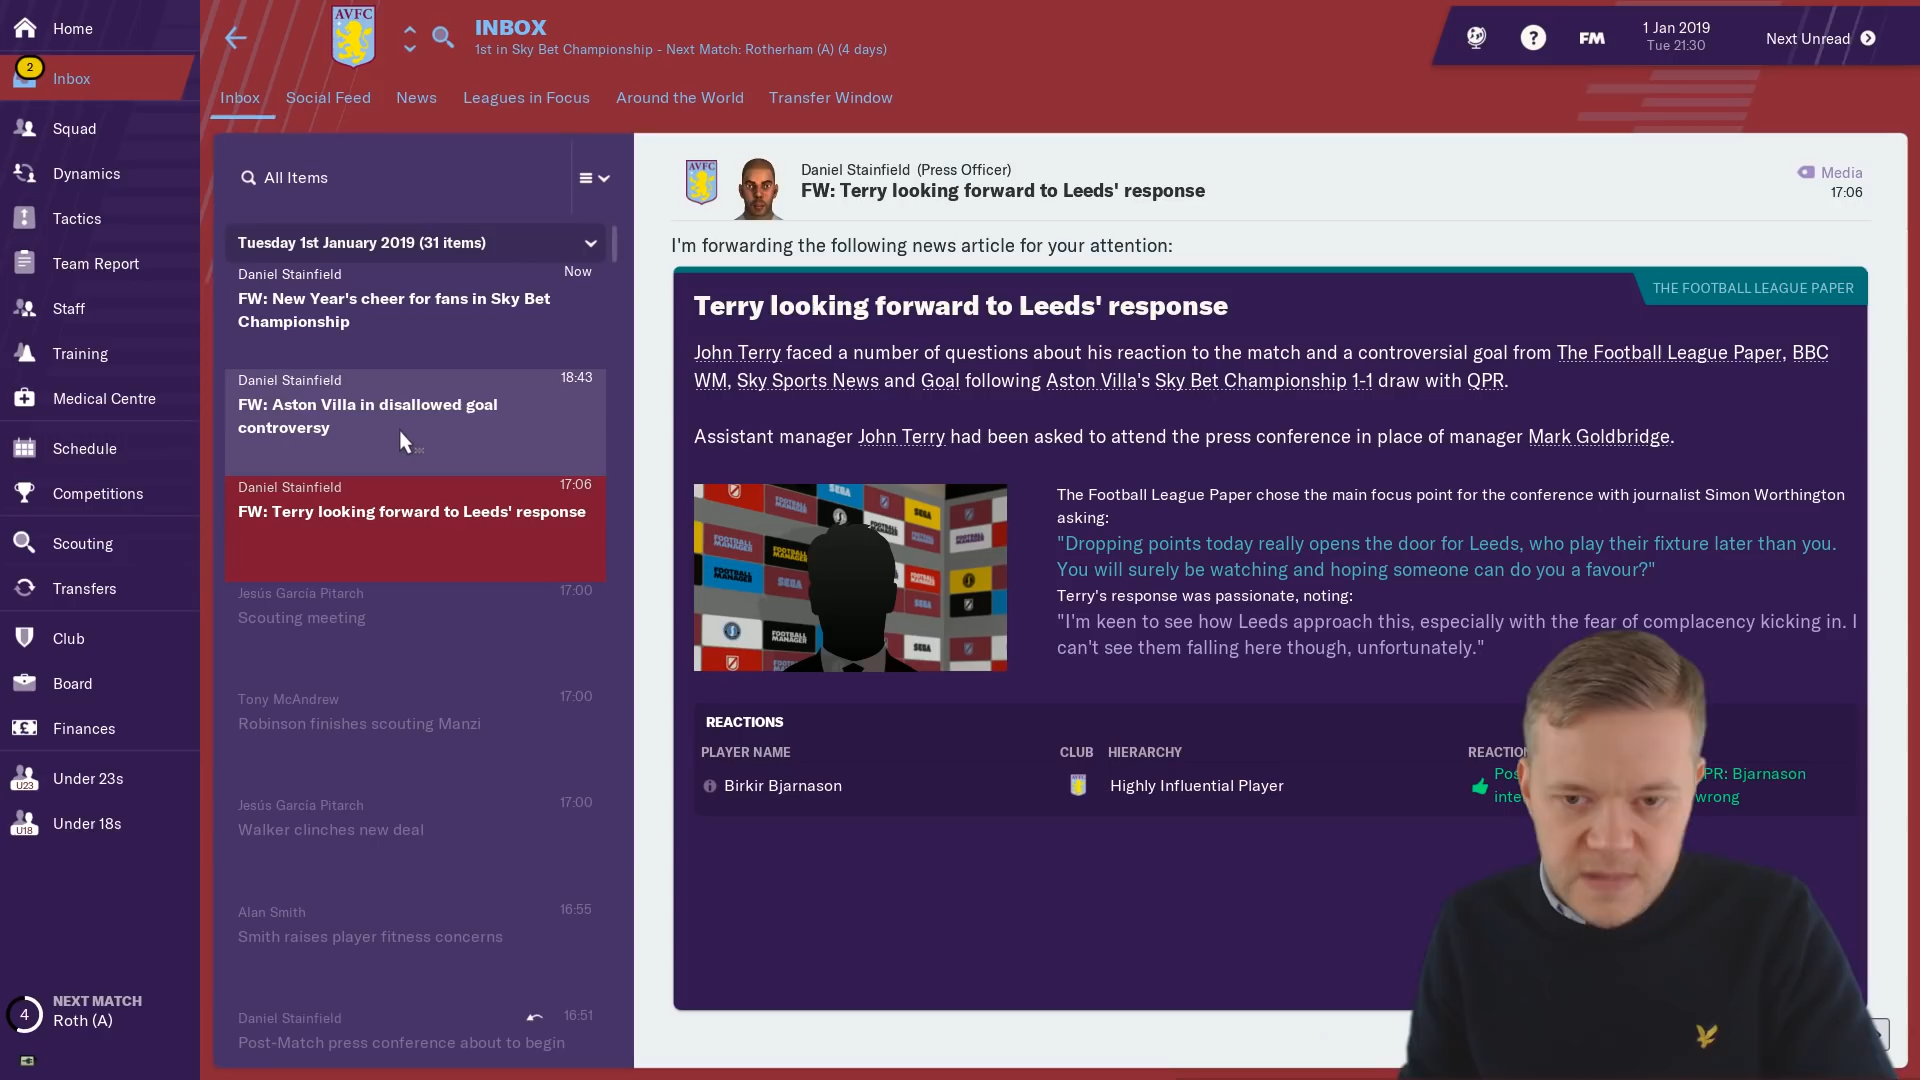 Home
2
Inbox
Squad
Dynamics
Tactics
Team Report
Staff
Training
Medical Centre
Schedule
Competitions
Scouting
Transfers
Club
Board
Finances
U23
Under 23s
U18
Under 18s
4
NEXT MATCH
Roth (A)
AVFC
INBOX
1st in Sky Bet Championship - Next Match: Rotherham (A) (4 days)
?
FM
1 Jan 2019
Tue 21:30
Next Unread
Inbox
Social Feed
News
Leagues in Focus
Around the World
Transfer Window
All Items
Tuesday 1st January 2019 (31 items)
Daniel Stainfield
Now
FW: New Year's cheer for fans in Sky Bet
Championship
Daniel Stainfield
18:43
FW: Aston Villa in disallowed goal
controversy
Daniel Stainfield
17:06
FW: Terry looking forward to Leeds' response
Jesús García Pitarch
17:00
Scouting meeting
Tony McAndrew
17:00
Robinson finishes scouting Manzi
Jesús García Pitarch
17:00
Walker clinches new deal
Alan Smith
16:55
Smith raises player fitness concerns
Daniel Stainfield
16:51
Post-Match press conference about to begin
AVFC
Daniel Stainfield (Press Officer)
FW: Terry looking forward to Leeds' response
Media
17:06
I'm forwarding the following news article for your attention:
THE FOOTBALL LEAGUE PAPER
Terry looking forward to Leeds' response
John Terry faced a number of questions about his reaction to the match and a controversial goal from The Football League Paper, BBC
WM, Sky Sports News and Goal following Aston Villa's Sky Bet Championship 1-1 draw with QPR.
Assistant manager John Terry had been asked to attend the press conference in place of manager Mark Goldbridge.
SEGA
FOOTBALL MANAGER
The Football League Paper chose the main focus point for the conference with journalist Simon Worthington
asking:
"Dropping points today really opens the door for Leeds, who play their fixture later than you.
You will surely be watching and hoping someone can do you a favour?"
Terry's response was passionate, noting:
"I'm keen to see how Leeds approach this, especially with the fear of complacency kicking in. I
can't see them falling here though, unfortunately."
REACTIONS
PLAYER NAME
CLUB
HIERARCHY
REACTIO
Birkir Bjarnason
Highly Influential Player
Pos
PR: Bjarnason
inte
wrong